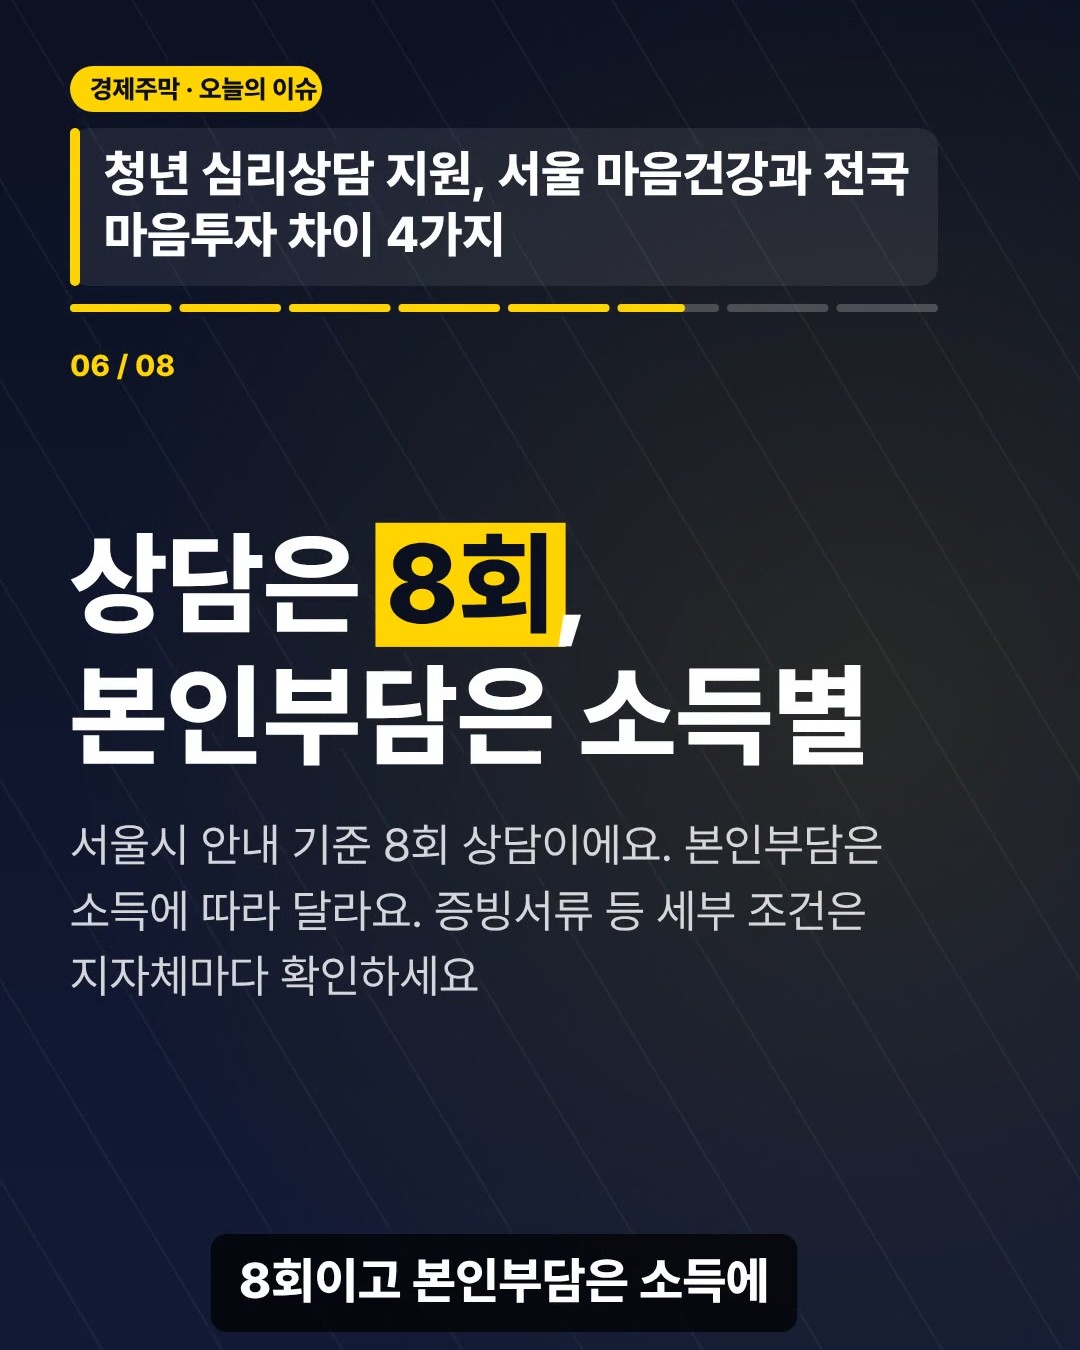 경제주막 · 오늘의 이슈
청년 심리상담 지원, 서울 마음건강과 전국
마음투자 차이 4가지
06 / 08
상담은 8회,
본인부담은 소득별
서울시 안내 기준 8회 상담이에요. 본인부담은
소득에 따라 달라요. 증빙서류 등 세부 조건은
지자체마다 확인하세요
8회이고 본인부담은 소득에